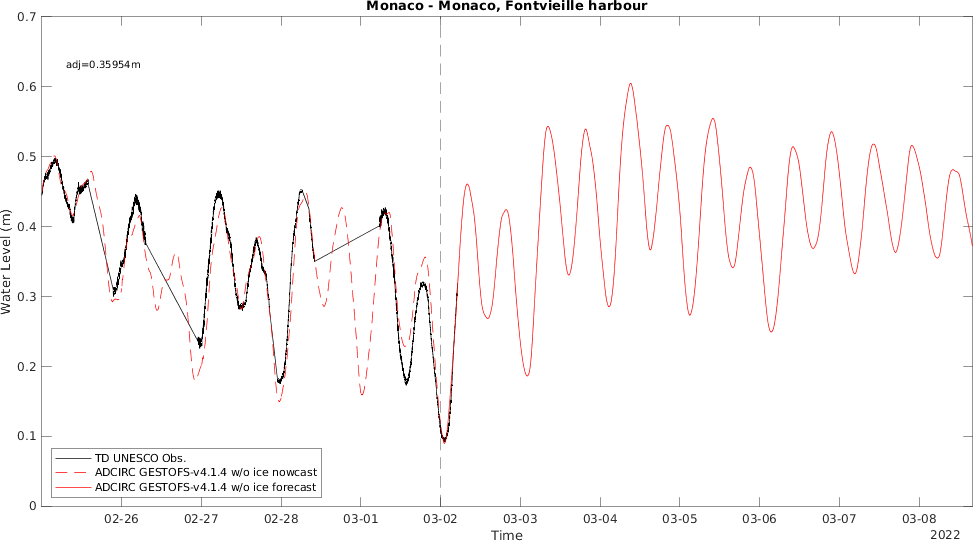 Monaco - Monaco, Fontvieille harbour
0.7
adj=0.35954m
0.6
0.5
0.4
0.3
0.2
0.1
0
Water Level (m)
TD UNESCO Obs.
ADCIRC GESTOFS-v4.1.4 w/o ice nowcast
ADCIRC GESTOFS-v4.1.4 w/o ice forecast
02-26 02-27 02-28 03-01 03-02 03-03 03-04 03-05 03-06 03-07 03-08
Time
2022